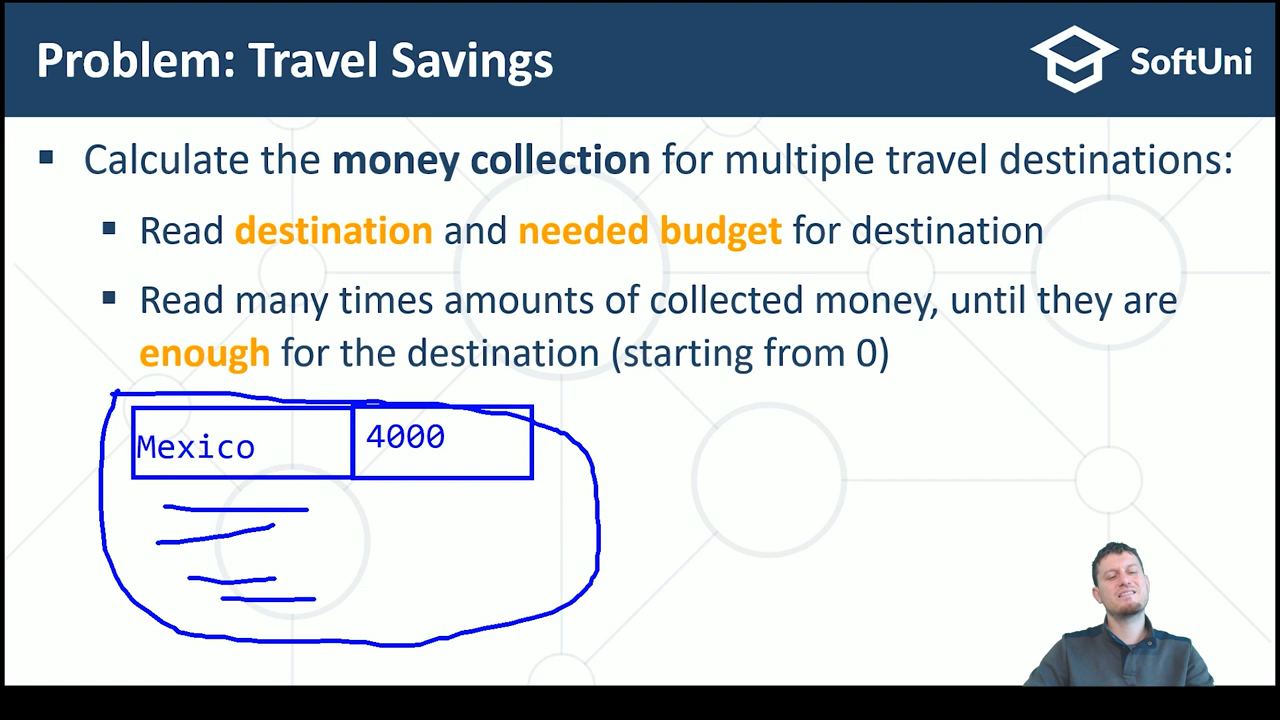 Problem: Travel Savings
SoftUni
Calculate the money collection for multiple travel destinations:
Read destination and needed budget for destination
Read many times amounts of collected money, until they are
enough for the destination (starting from 0)
Mexico
4000